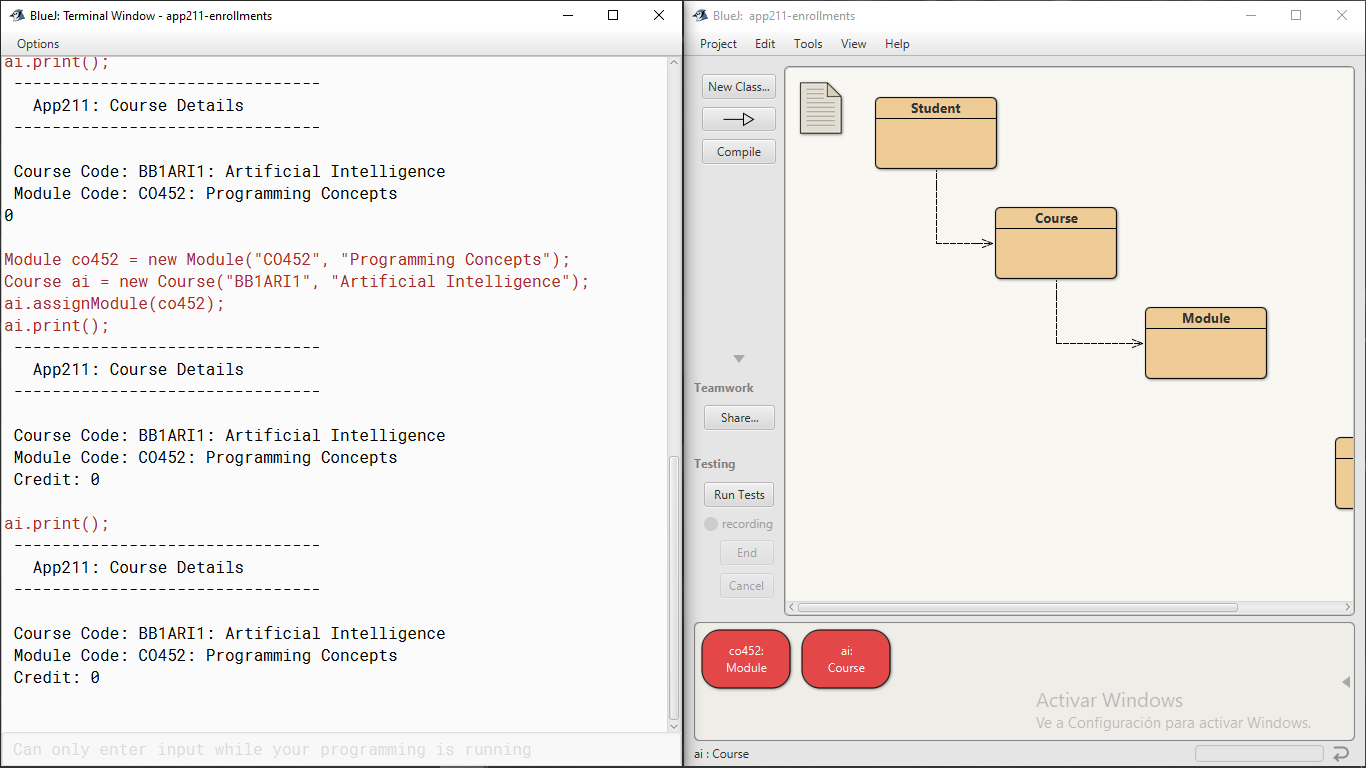 BlueJ: Terminal Window - app211-enrollments
Options
ai.print();
--------------------------------
App211: Course Details
--------------------------------
Course Code: BB1ARI1: Artificial Intelligence
Module Code: CO452: Programming Concepts
0
Module co452 = new Module("CO452", "Programming Concepts");
Course ai = new Course("BB1ARI1", "Artificial Intelligence");
ai.assignModule(co452);
ai.print();
--------------------------------
App211: Course Details
--------------------------------
Course Code: BB1ARI1: Artificial Intelligence
Module Code: CO452: Programming Concepts
Credit: 0
ai.print();
--------------------------------
App211: Course Details
--------------------------------
Course Code: BB1ARI1: Artificial Intelligence
Module Code: CO452: Programming Concepts
Credit: 0
Can only enter input while your programming is running
BlueJ: app211-enrollments
Project Edit Tools View Help
New Class...
Compile
Teamwork
Share...
Testing
Run Tests
recording
End
Cancel
Student
Course
Module
co452:
Module
ai:
Course
Activar Windows
Ve a Configuración para activar Windows.
ai : Course